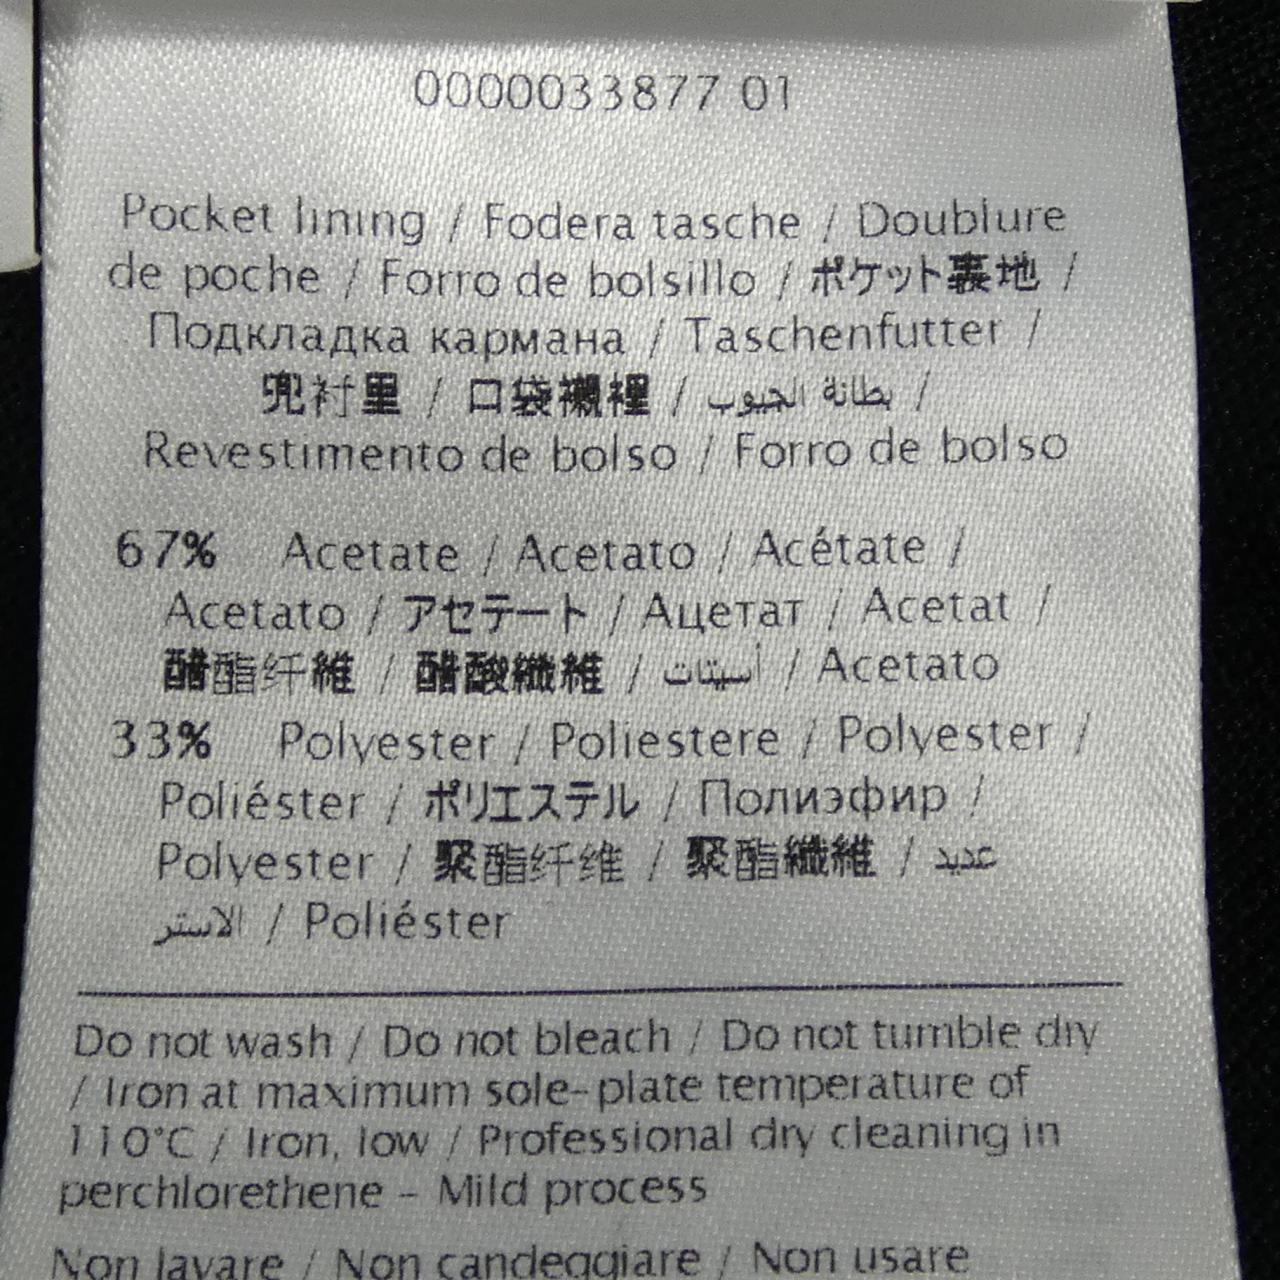 0000033877 01
Pocket lining / Fodera tasche / Doublure
de poche / Forro de bolsillo / ポケット裏地 /
Подкладка кармана / Taschenfutter /
兜衬里 / 口袋襯裡 / بطانة الجيوب /
Revestimento de bolso / Forro de bolso
67% Acetate / Acetato / Acétate /
Acetato / アセテート / Ацетат / Acetat /
醋酯纤維 / 醋酸纖維 / أسيتات / Acetato
33% Polyester / Poliestere / Polyester /
Poliéster / ポリエステル / Полиэфир /
Polyester / 聚酯纤维 / 聚酯纖維 / عديد
الاستر / Poliéster
Do not wash / Do not bleach / Do not tumble dry
/ Iron at maximum sole-plate temperature of
110°C / Iron, low / Professional dry cleaning in
perchlorethene - Mild process
Non lavare / Non candeggiare / Non usare